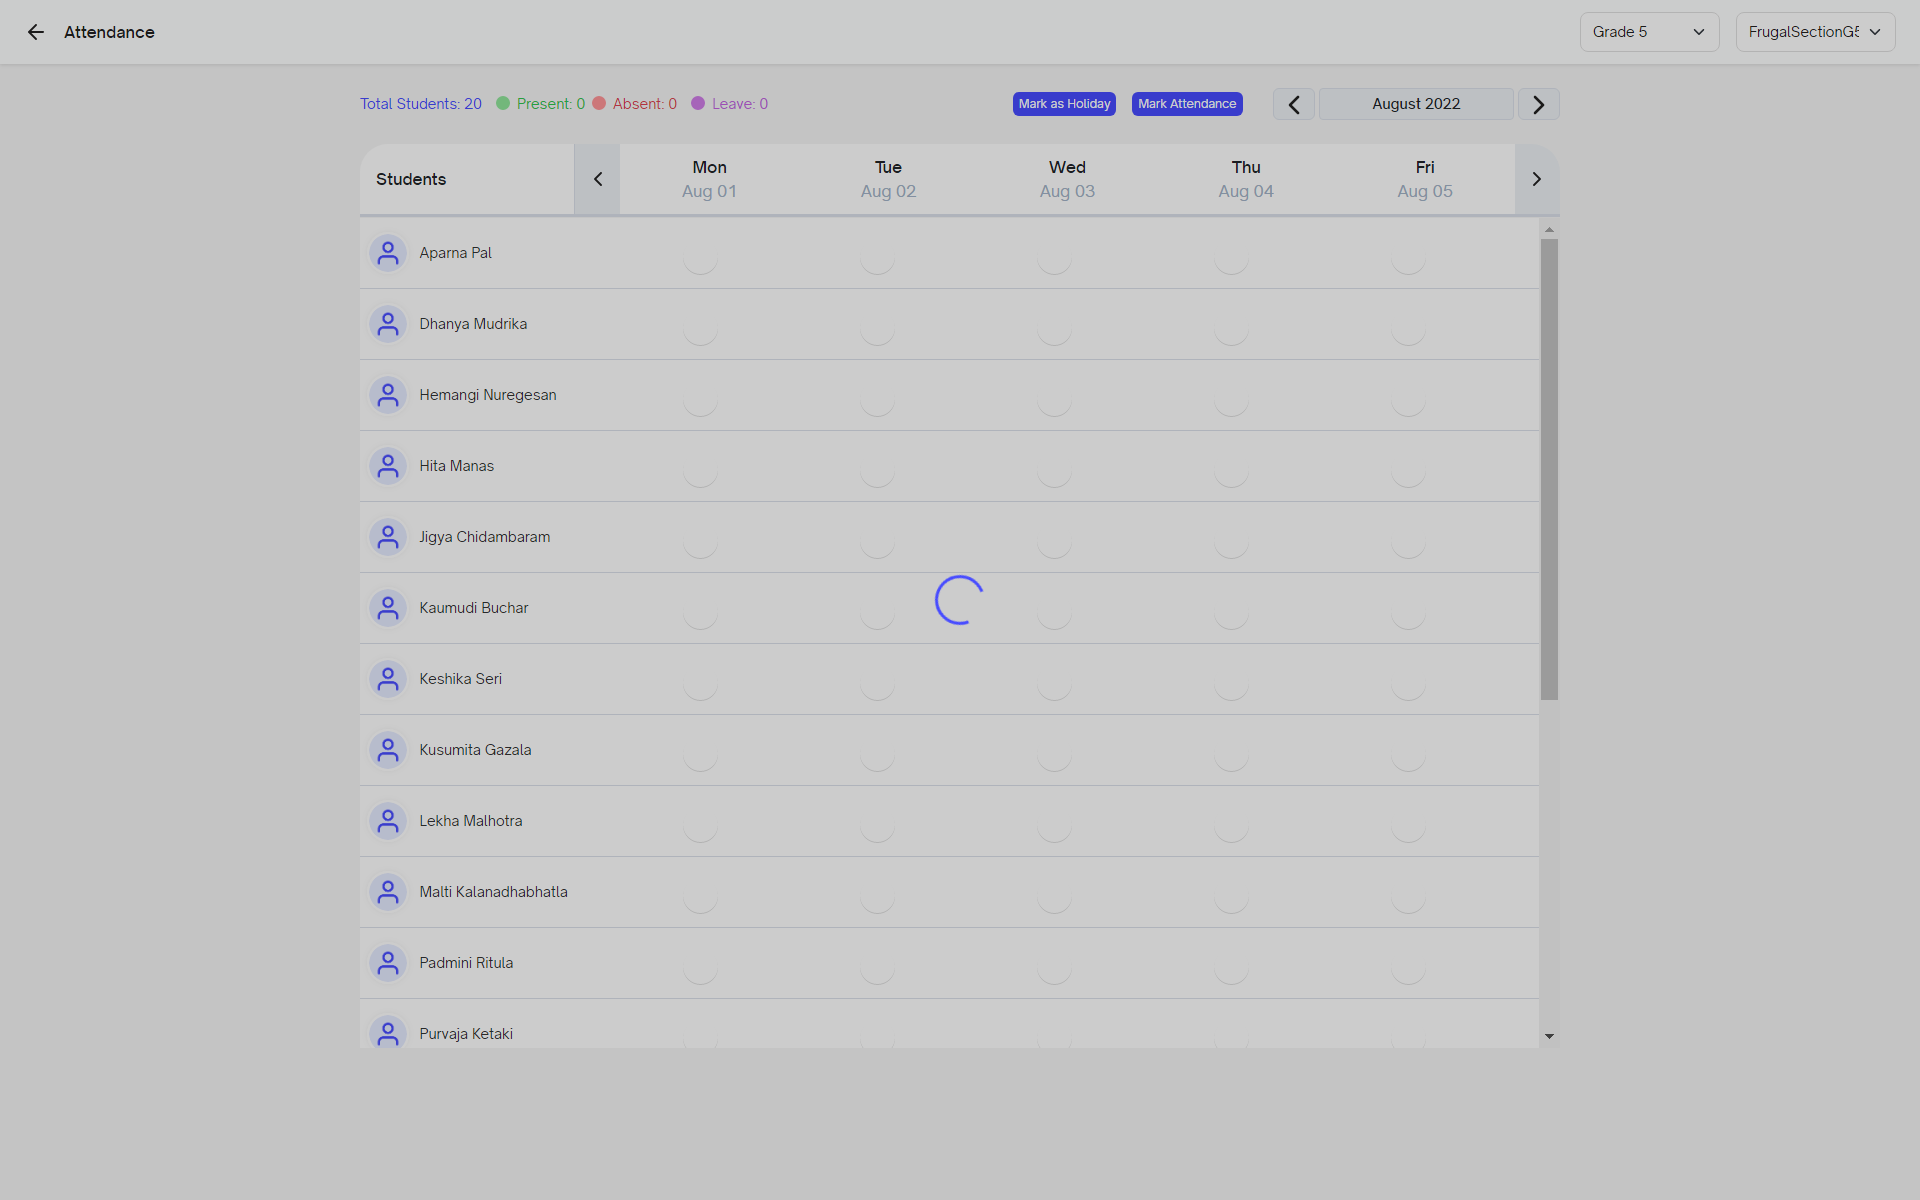 Attendance
Grade 5
FrugalSectionG5
Total Students: 20 Present: 0 Absent: 0 Leave: 0
Mark as Holiday
Mark Attendance
August 2022
Students
Mon Tue Wed Thu Fri
Aug 01 Aug 02 Aug 03 Aug 04 Aug 05
Aparna Pal
Dhanya Mudrika
Hemangi Nuregesan
Hita Manas
Jigya Chidambaram
Kaumudi Buchar
Keshika Seri
Kusumita Gazala
Lekha Malhotra
Malti Kalanadhabhatla
Padmini Ritula
Purvaja Ketaki